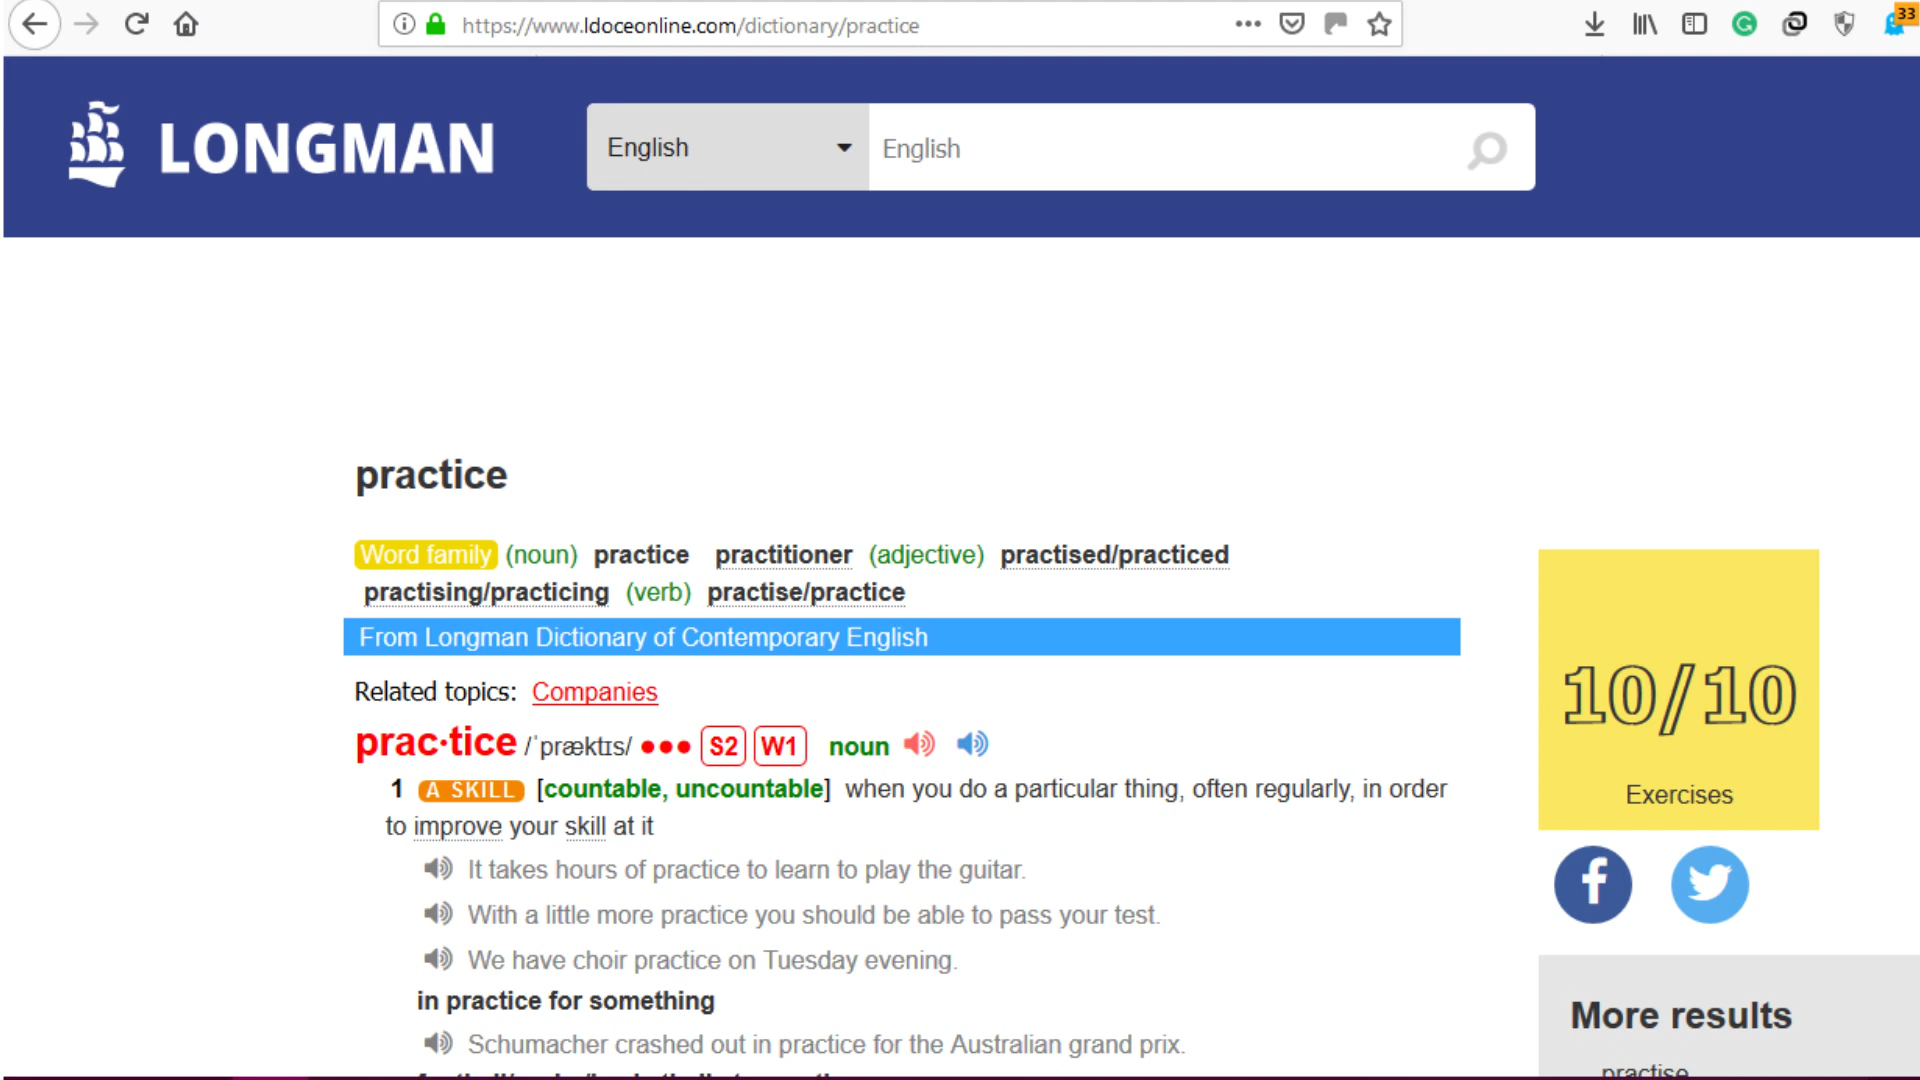 33
https://www.ldoceonline.com/dictionary/practice
LONGMAN
English
English
practice
Word family (noun) practice practitioner (adjective) practised/practiced
practising/practicing (verb) practise/practice
From Longman Dictionary of Contemporary English
Related topics: Companies
prac·tice /ˈpræktɪs/ ●●● S2 W1 noun
1 A SKILL [countable, uncountable] when you do a particular thing, often regularly, in order
to improve your skill at it
It takes hours of practice to learn to play the guitar.
With a little more practice you should be able to pass your test.
We have choir practice on Tuesday evening.
in practice for something
Schumacher crashed out in practice for the Australian grand prix.
10/10
Exercises
More results
practise